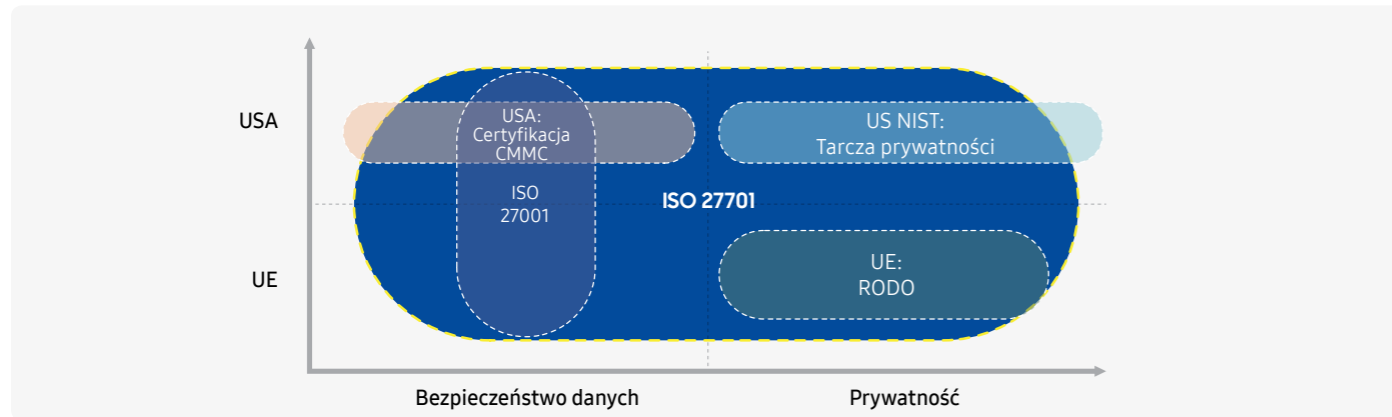 USA
USA:
Certyfikacja
CMMC
US NIST:
Tarcza prywatności
ISO
27001
ISO 27701
UE
UE:
RODO
Bezpieczeństwo danych
Prywatność